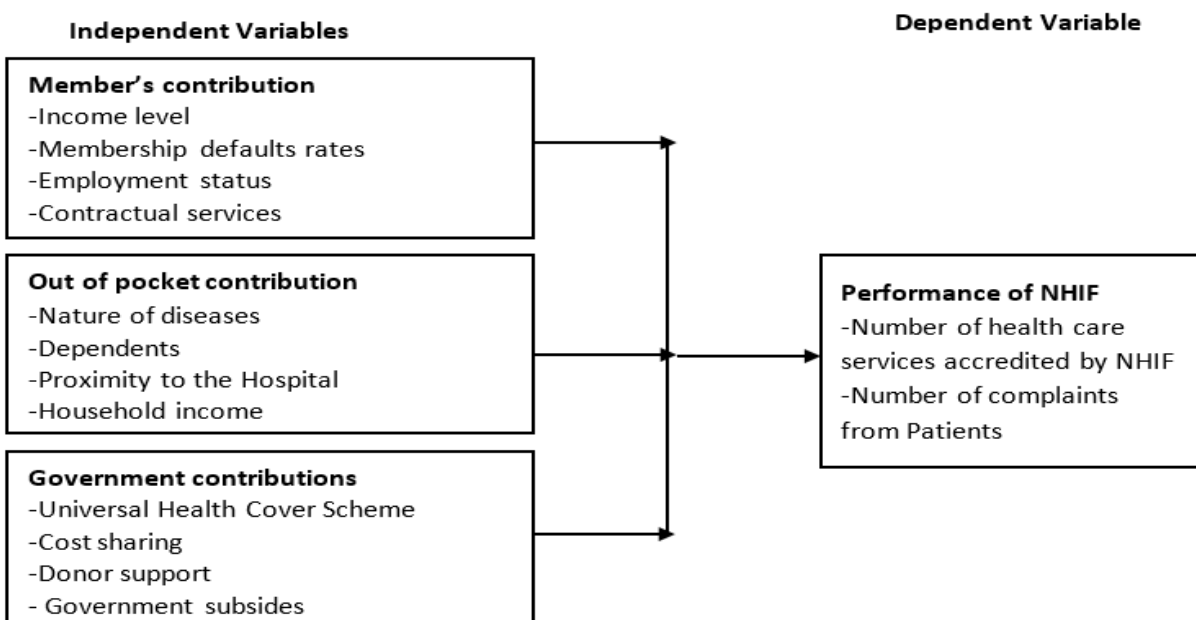 Independent Variables
Dependent Variable
Member's contribution
-Income level
-Membership defaults rates
-Employment status
-Contractual services
Out of pocket contribution
-Nature of diseases
-Dependents
-Proximity to the Hospital
-Household income
Government contributions
-Universal Health Cover Scheme
-Cost sharing
-Donor support
- Government subsides
Performance of NHIF
-Number of health care
services accredited by NHIF
-Number of complaints
from Patients